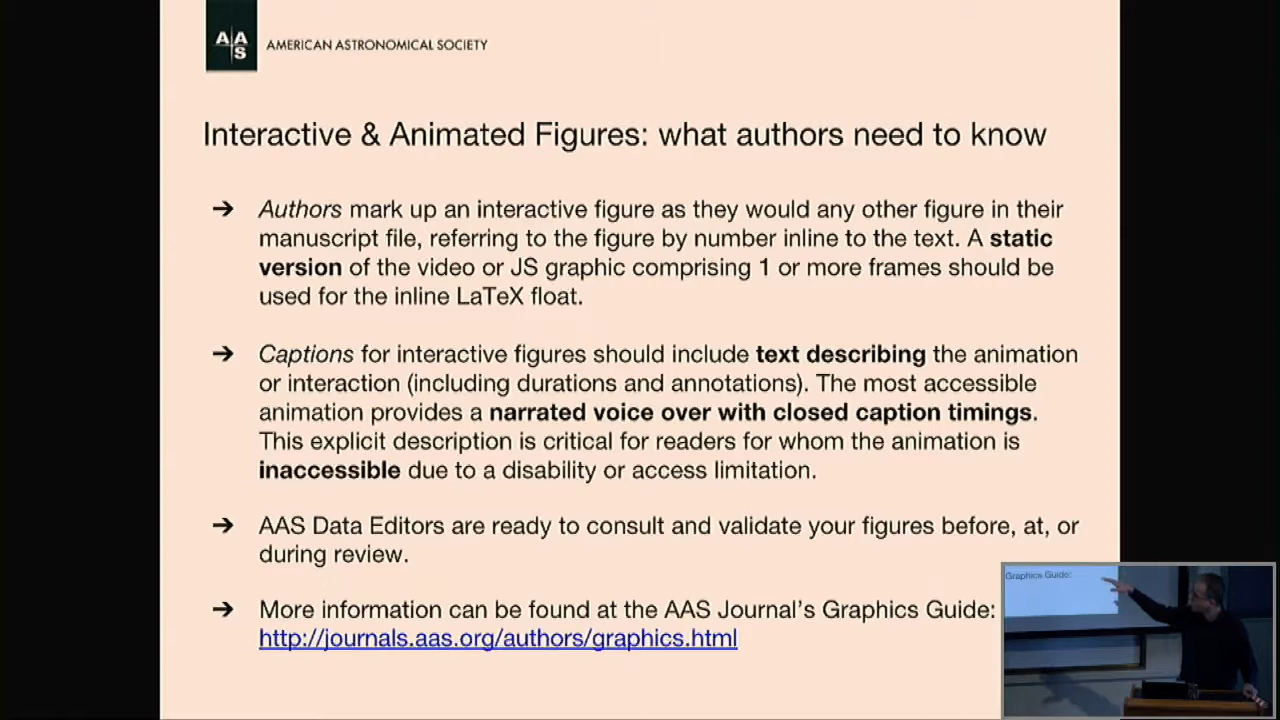 AAS
AMERICAN ASTRONOMICAL SOCIETY
Interactive & Animated Figures: what authors need to know
➔ Authors mark up an interactive figure as they would any other figure in their
manuscript file, referring to the figure by number inline to the text. A static
version of the video or JS graphic comprising 1 or more frames should be
used for the inline LaTeX float.
➔ Captions for interactive figures should include text describing the animation
or interaction (including durations and annotations). The most accessible
animation provides a narrated voice over with closed caption timings.
This explicit description is critical for readers for whom the animation is
inaccessible due to a disability or access limitation.
➔ AAS Data Editors are ready to consult and validate your figures before, at, or
during review.
➔ More information can be found at the AAS Journal's Graphics Guide:
http://journals.aas.org/authors/graphics.html
Graphics Guide: